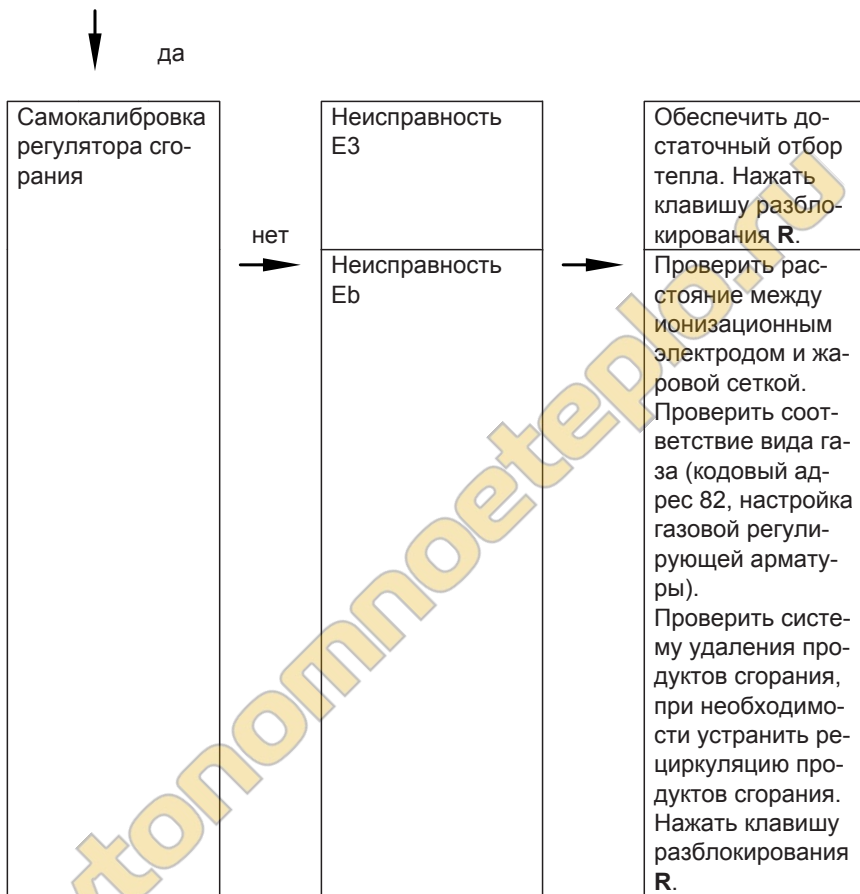 да
Самокалибровка
регулятора сго-
рания
нет
Неисправность
E3
Неисправность
Eb
Обеспечить до-
статочный отбор
тепла. Нажать
клавишу разбло-
кирования R.
Проверить рас-
стояние между
ионизационным
электродом и жа-
ровой сеткой.
Проверить соот-
ветствие вида га-
за (кодовый ад-
рес 82, настройка
газовой регули-
рующей армату-
ры).
Проверить систе-
му удаления про-
дуктов сгорания,
при необходимо-
сти устранить ре-
циркуляцию про-
дуктов сгорания.
Нажать клавишу
разблокирования
R.
tonomnoeteplo.ru